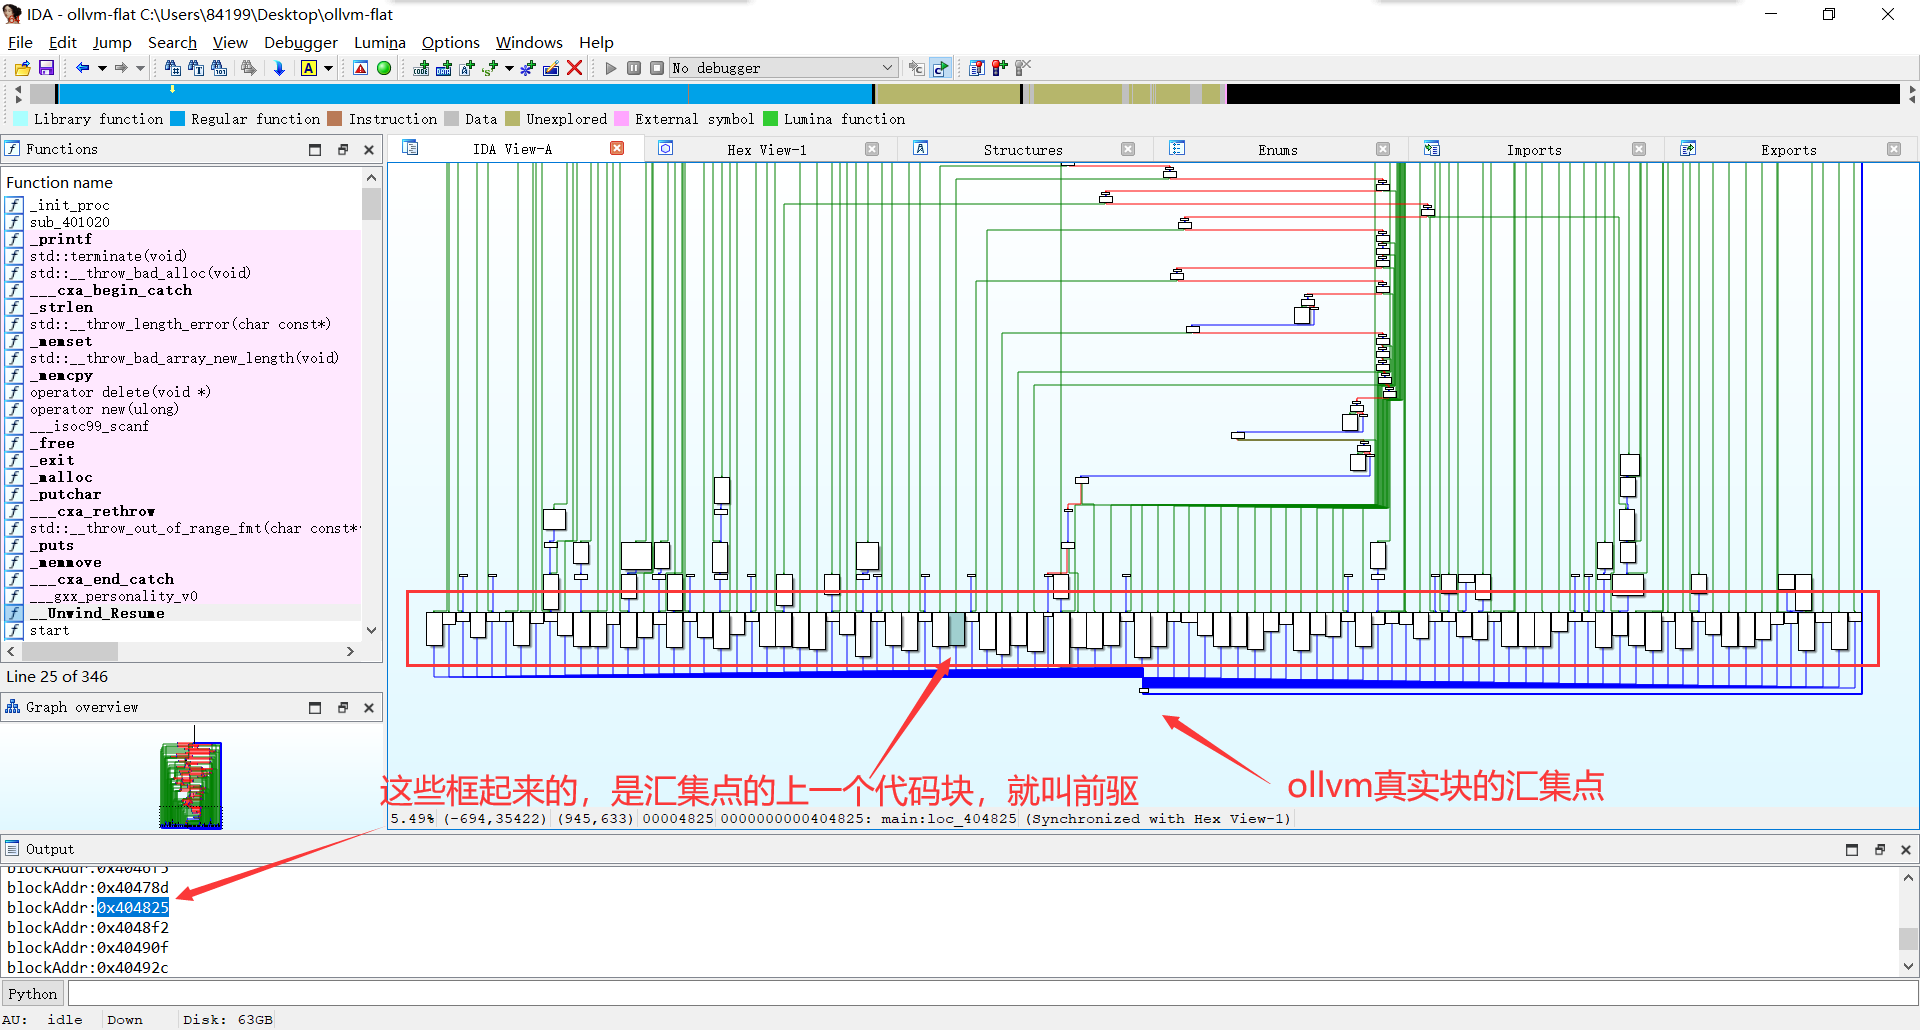 IDA - ollvm-flat C:\Users\84199\Desktop\ollvm-flat
File Edit Jump Search View Debugger Lumina Options Windows Help
No debugger
Library function Regular function Instruction Data Unexplored External symbol Lumina function
Functions
IDA View-A Hex View-1 Structures Enums Imports Exports
Function name
_init_proc
sub_401020
_printf
std::terminate(void)
std::__throw_bad_alloc(void)
___cxa_begin_catch
_strlen
std::__throw_length_error(char const*)
_memset
std::__throw_bad_array_new_length(void)
_memcpy
operator delete(void *)
operator new(ulong)
___isoc99_scanf
_free
_exit
_malloc
_putchar
___cxa_rethrow
std::__throw_out_of_range_fmt(char const*
_puts
_memmove
___cxa_end_catch
___gxx_personality_v0
__Unwind_Resume
start
Line 25 of 346
Graph overview
这些框起来的，是汇集点的上一个代码块，就叫前驱
ollvm真实块的汇集点
5.49% (-694,35422) (945,633) 00004825 0000000000404825: main:loc_404825 (Synchronized with Hex View-1)
Output
blockAddr:0x4046f5
blockAddr:0x40478d
blockAddr:0x404825
blockAddr:0x4048f2
blockAddr:0x40490f
blockAddr:0x40492c
Python
AU: idle Down Disk: 63GB